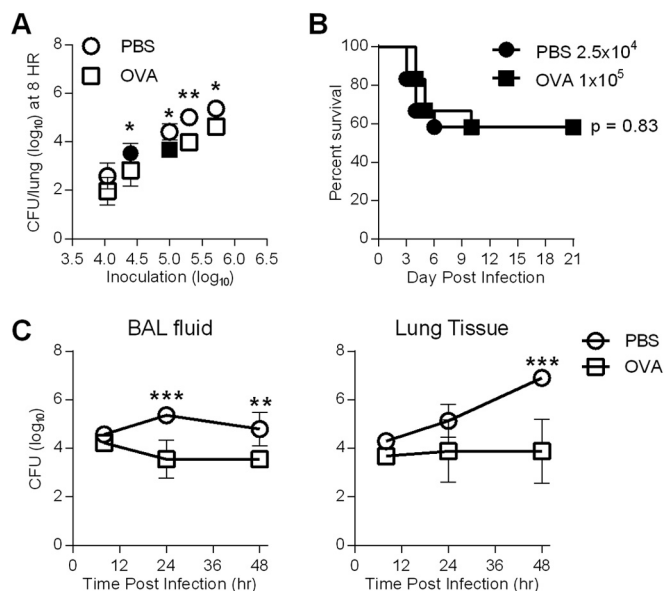 A
B
PBS
OVA
CFU/lung (log10) at 8 HR
8
6
4
2
0
* * ** *
3.5 4.0 4.5 5.0 5.5 6.0 6.5
Inoculation (log10)
Percent survival
100
80
60
40
20
0
PBS 2.5x10^4
OVA 1x10^5
p = 0.83
0 3 6 9 12 15 18 21
Day Post Infection
C
BAL fluid
CFU (log10)
8
6
4
2
0
*** **
0 12 24 36 48
Time Post Infection (hr)
Lung Tissue
8
6
4
2
0
***
0 12 24 36 48
Time Post Infection (hr)
PBS
OVA